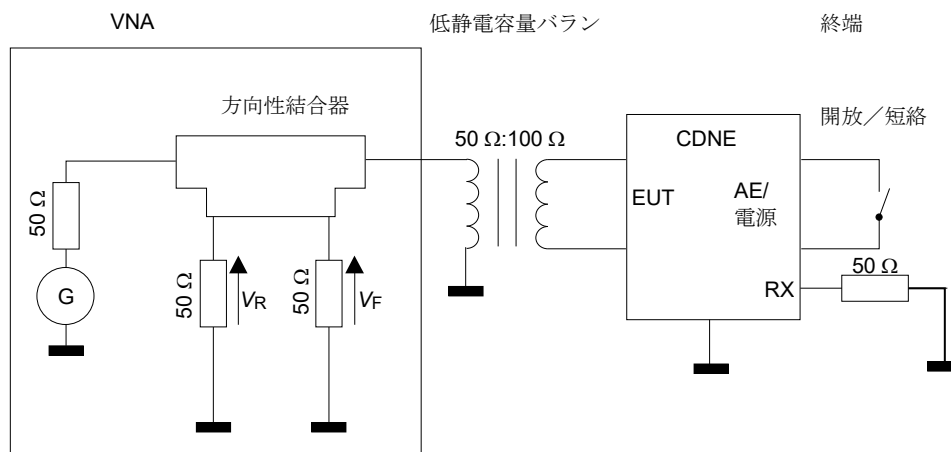 VNA
低静電容量バラン
終端
方向性結合器
開放／短絡
50 Ω:100 Ω
CDNE
EUT
AE/
電源
50 Ω
G
50 Ω
VR
50 Ω
VF
RX
50 Ω